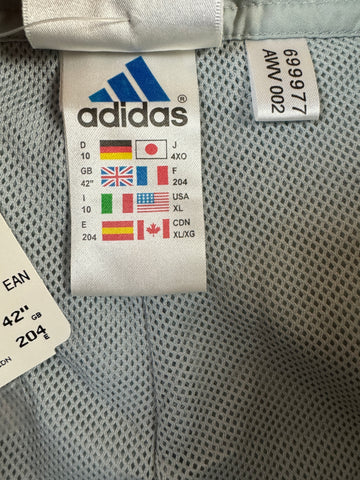 adidas
D 10 J 4XO
GB 42" F 204
I 10 USA XL
E 204 CDN XL/XG
699977
AWV 002
EAN
42" GB
204 E
CDN